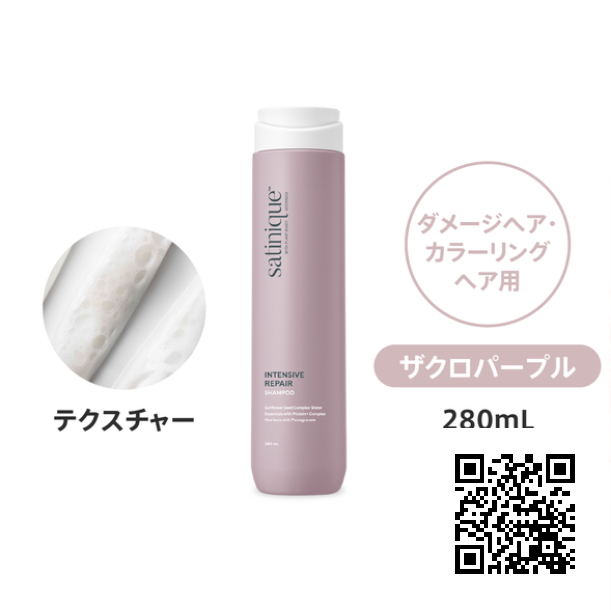 satinique™
INTENSIVE
REPAIR
SHAMPOO
テクスチャー
ダメージヘア・
カラーリング
ヘア用
ザクロパープル
280mL